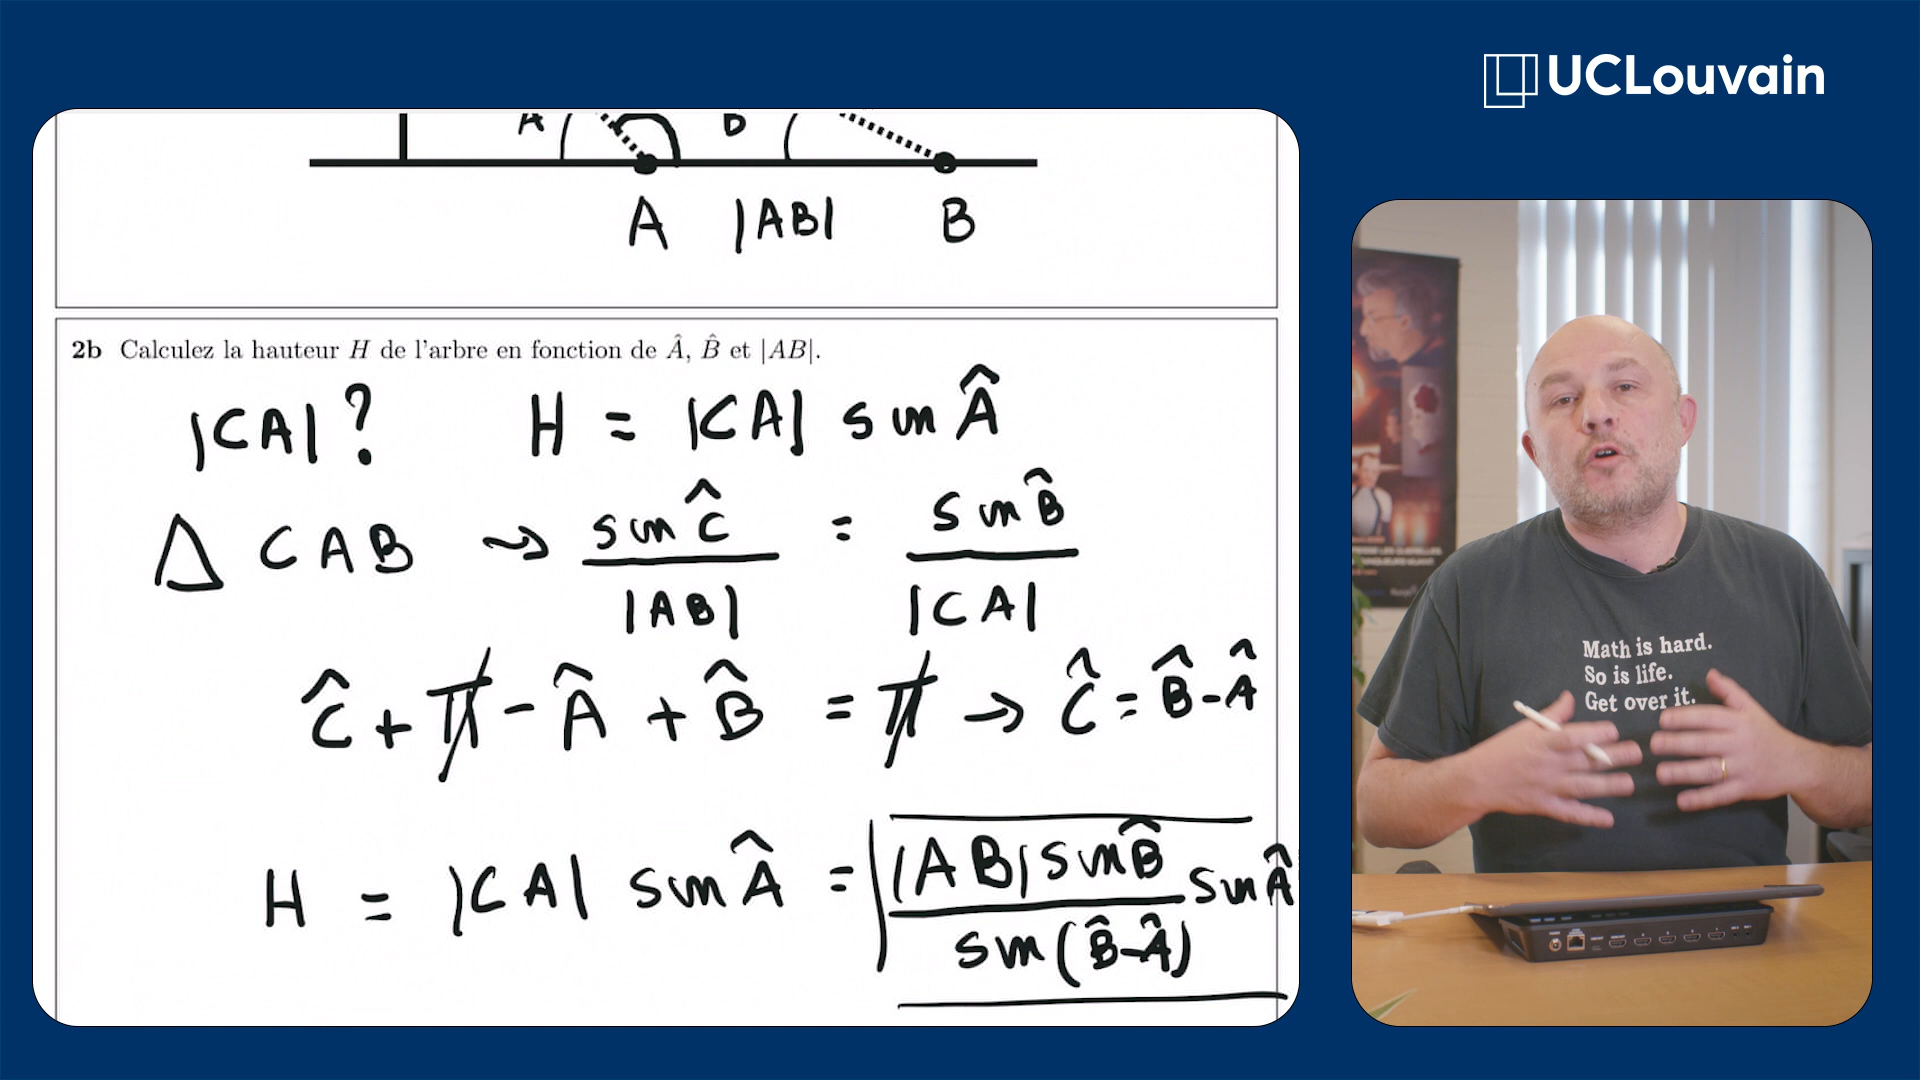 UCLouvain
A B
A |AB| B
2b Calculez la hauteur H de l'arbre en fonction de Â, B̂ et |AB|.
|CA| ? H = |CA| sin Â
Δ CAB → sin Ĉ / |AB| = sin B̂ / |CA|
Ĉ + π - Â + B̂ = π → Ĉ = B̂ - Â
H = |CA| sin Â = |AB| sin B̂ / sin(B̂-Â) sin Â
Math is hard.
So is life.
Get over it.